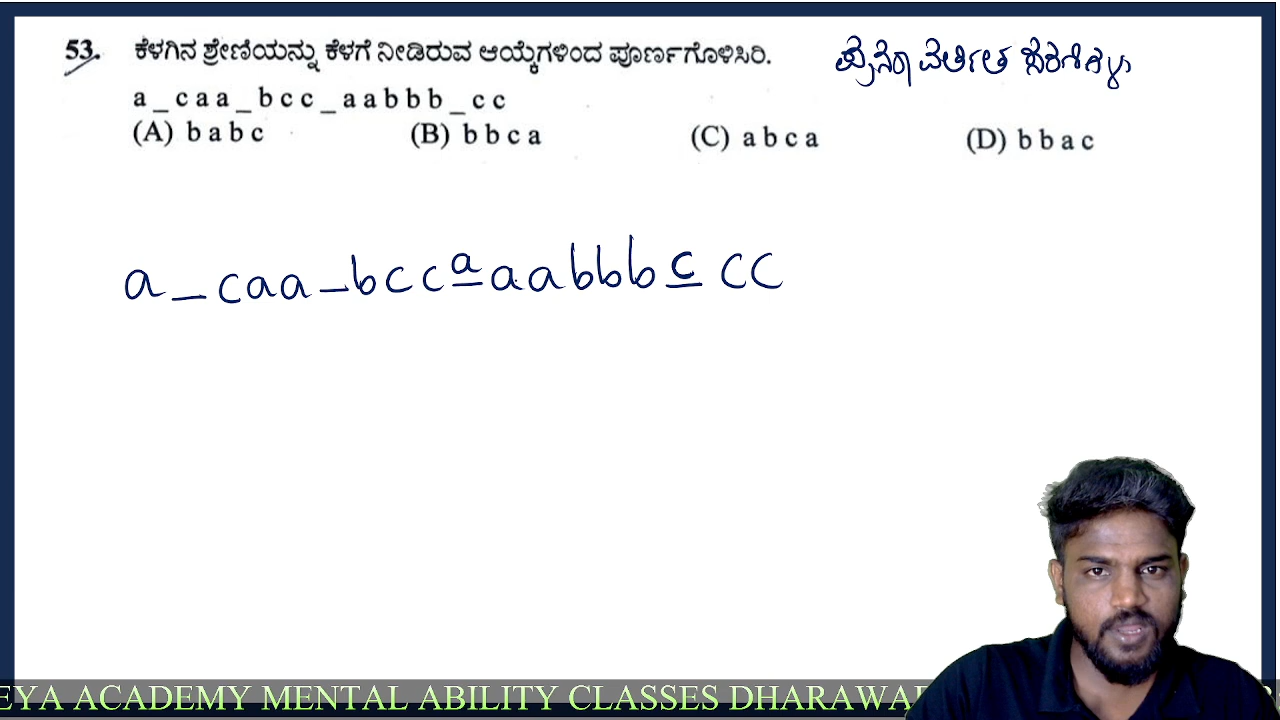 53. ಕೆಳಗಿನ ಶ್ರೇಣಿಯನ್ನು ಕೆಳಗೆ ನೀಡಿರುವ ಆಯ್ಕೆಗಳಿಂದ ಪೂರ್ಣಗೊಳಿಸಿರಿ.
a _ c a a _ b c c _ a a b b b _ c c
(A) b a b c (B) b b c a (C) a b c a (D) b b a c
a _ c a a _ b c c a a a b b b c c c
EYA ACADEMY MENTAL ABILITY CLASSES DHARAWA